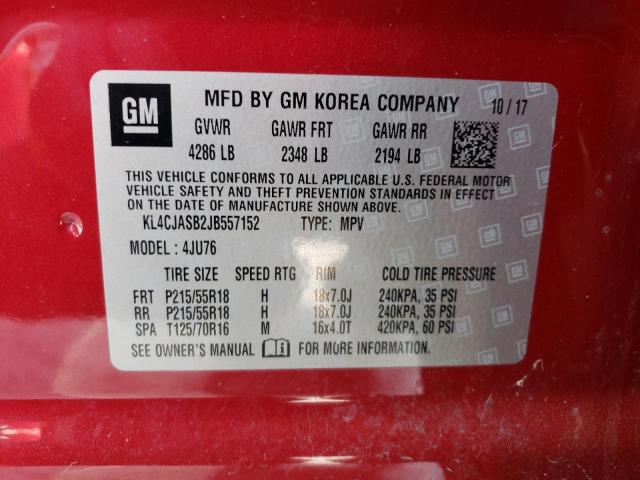 GM
MFD BY GM KOREA COMPANY 10/17
GVWR GAWR FRT GAWR RR
4286 LB 2348 LB 2194 LB
THIS VEHICLE CONFORMS TO ALL APPLICABLE U.S. FEDERAL MOTOR
VEHICLE SAFETY AND THEFT PREVENTION STANDARDS IN EFFECT
ON THE DATE OF MANUFACTURE SHOWN ABOVE.
KL4CJASB2JB557152 TYPE: MPV
MODEL : 4JU76
TIRE SIZE SPEED RTG RIM COLD TIRE PRESSURE
FRT P215/55R18 H 18x7.0J 240KPA, 35 PSI
RR P215/55R18 H 18x7.0J 240KPA, 35 PSI
SPA T125/70R16 M 16x4.0T 420KPA, 60 PSI
SEE OWNER'S MANUAL FOR MORE INFORMATION.